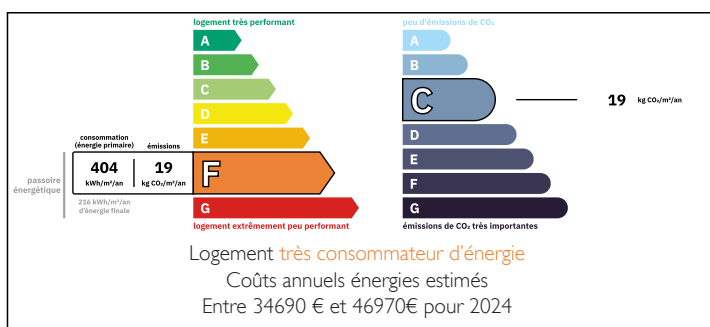 logement très performant
A
B
C
D
E
consommation
(énergie primaire)
émissions
404
19
kWh/m²/an
kg CO₂/m²/an
F
passoire
énergétique
216 kWh/m²/an
d'énergie finale
G
logement extrêmement peu performant
peu d'émissions de CO₂
A
B
C
19 kg CO₂/m²/an
D
E
F
G
émissions de CO₂ très importantes
Logement très consommateur d'énergie
Coûts annuels énergies estimés
Entre 34690 € et 46970€ pour 2024